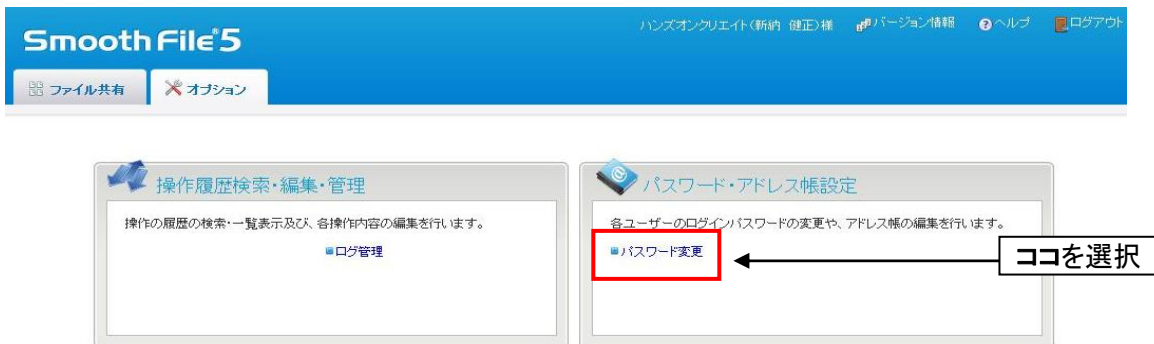 ハンズオンクリエイト(新納 健正)様 バージョン情報 ヘルプ ログアウト
Smooth File 5
ファイル共有 オプション
操作履歴検索・編集・管理
操作の履歴の検索・一覧表示及び、各操作内容の編集を行います。
ログ管理
パスワード・アドレス帳設定
各ユーザーのログインパスワードの変更や、アドレス帳の編集を行います。
パスワード変更
ココを選択